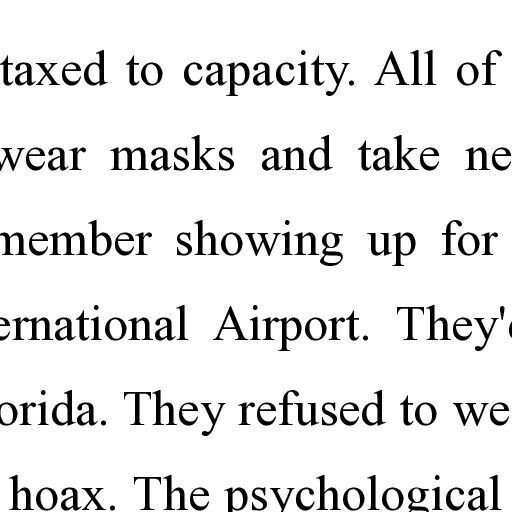 taxed to capacity. All of
wear masks and take ne
member showing up for
ernational Airport. They'd
orida. They refused to we
hoax. The psychological